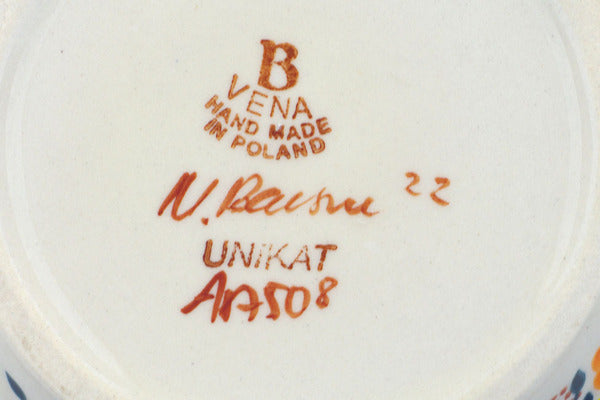 B
VENA
HAND MADE
IN POLAND
N. 22
UNIKAT
AA508